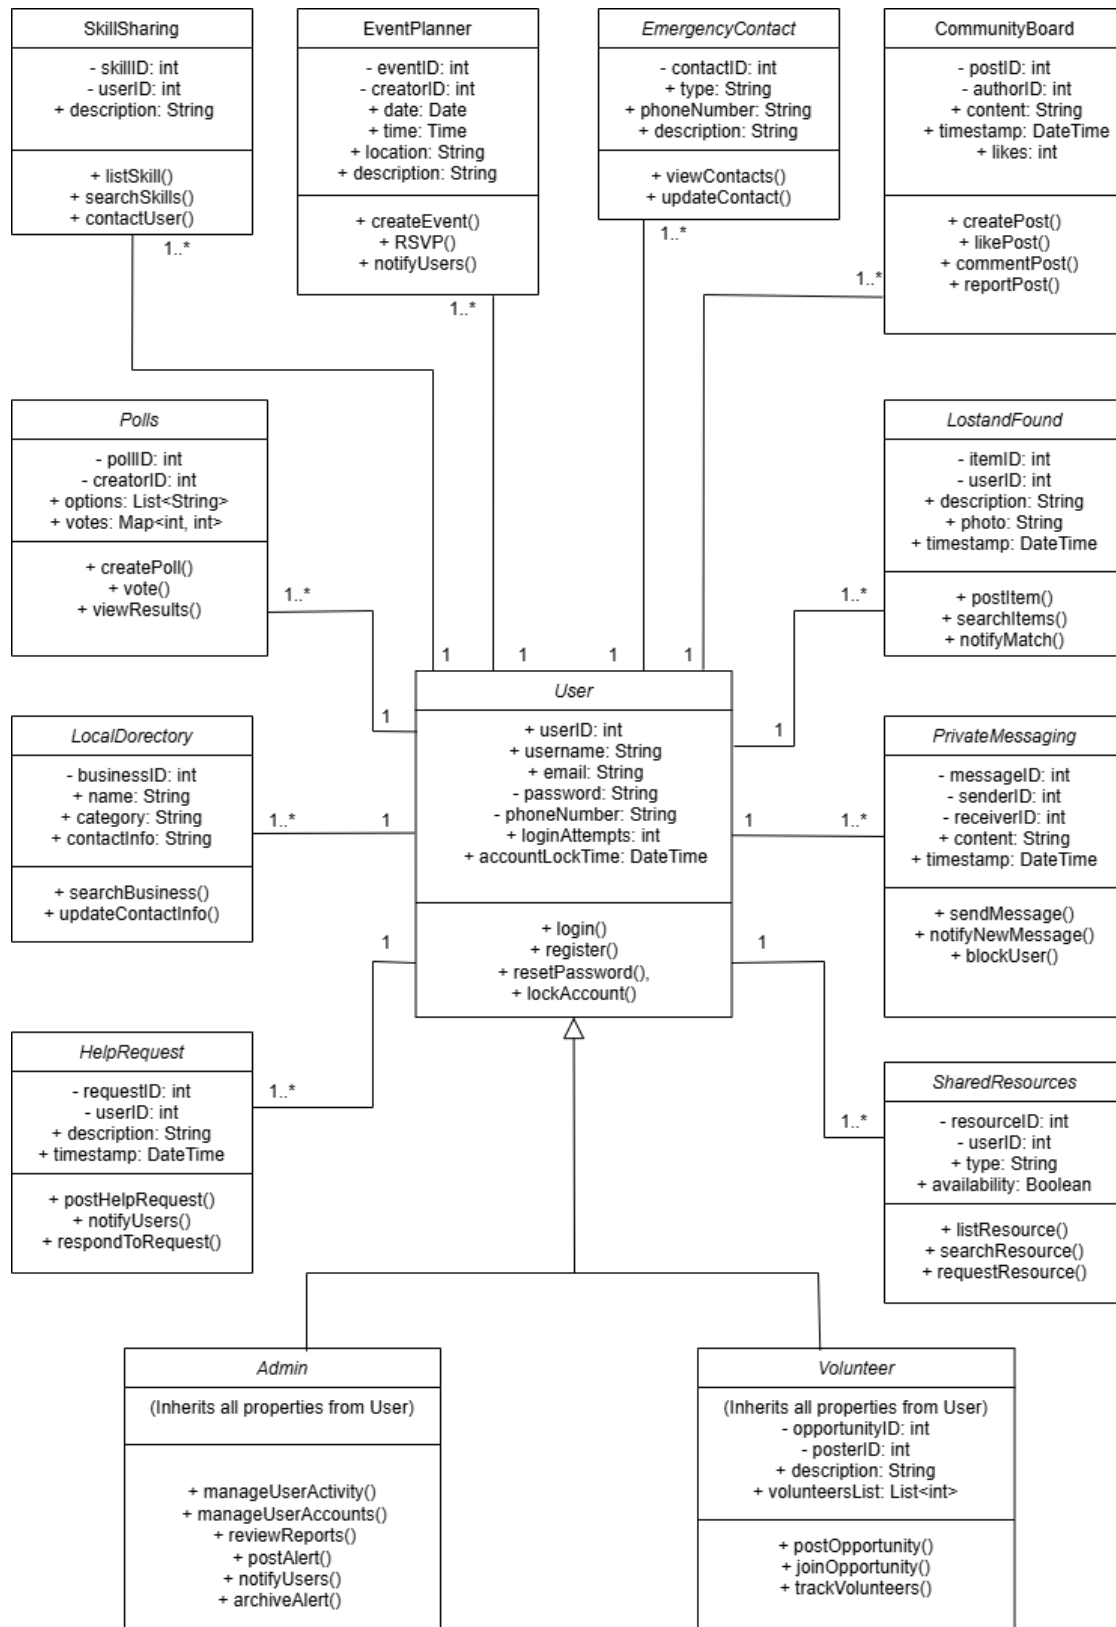 SkillSharing
- skillID: int
- userID: int
+ description: String
+ listSkill()
+ searchSkills()
+ contactUser()
1..*
EventPlanner
- eventID: int
- creatorID: int
+ date: Date
+ time: Time
+ location: String
+ description: String
+ createEvent()
+ RSVP()
+ notifyUsers()
1..*
EmergencyContact
- contactID: int
+ type: String
+ phoneNumber: String
+ description: String
+ viewContacts()
+ updateContact()
1..*
CommunityBoard
- postID: int
- authorID: int
+ content: String
+ timestamp: DateTime
+ likes: int
+ createPost()
+ likePost()
+ commentPost()
+ reportPost()
1..*
Polls
- pollID: int
- creatorID: int
+ options: List<String>
+ votes: Map<int, int>
+ createPoll()
+ vote()
+ viewResults()
1..*
LostandFound
- itemID: int
- userID: int
+ description: String
+ photo: String
+ timestamp: DateTime
+ postItem()
+ searchItems()
+ notifyMatch()
1..*
1
1
1
1
User
+ userID: int
+ username: String
+ email: String
- password: String
- phoneNumber: String
+ loginAttempts: int
+ accountLockTime: DateTime
+ login()
+ register()
+ resetPassword(),
+ lockAccount()
1
1
1
1
1
1
LocalDorectory
- businessID: int
+ name: String
+ category: String
+ contactInfo: String
+ searchBusiness()
+ updateContactInfo()
1..*
PrivateMessaging
- messageID: int
- senderID: int
- receiverID: int
+ content: String
+ timestamp: DateTime
+ sendMessage()
+ notifyNewMessage()
+ blockUser()
1..*
HelpRequest
- requestID: int
- userID: int
+ description: String
+ timestamp: DateTime
+ postHelpRequest()
+ notifyUsers()
+ respondToRequest()
1..*
SharedResources
- resourceID: int
- userID: int
+ type: String
+ availability: Boolean
+ listResource()
+ searchResource()
+ requestResource()
1..*
Admin
(Inherits all properties from User)
+ manageUserActivity()
+ manageUserAccounts()
+ reviewReports()
+ postAlert()
+ notifyUsers()
+ archiveAlert()
Volunteer
(Inherits all properties from User)
- opportunityID: int
- posterID: int
+ description: String
+ volunteersList: List<int>
+ postOpportunity()
+ joinOpportunity()
+ trackVolunteers()